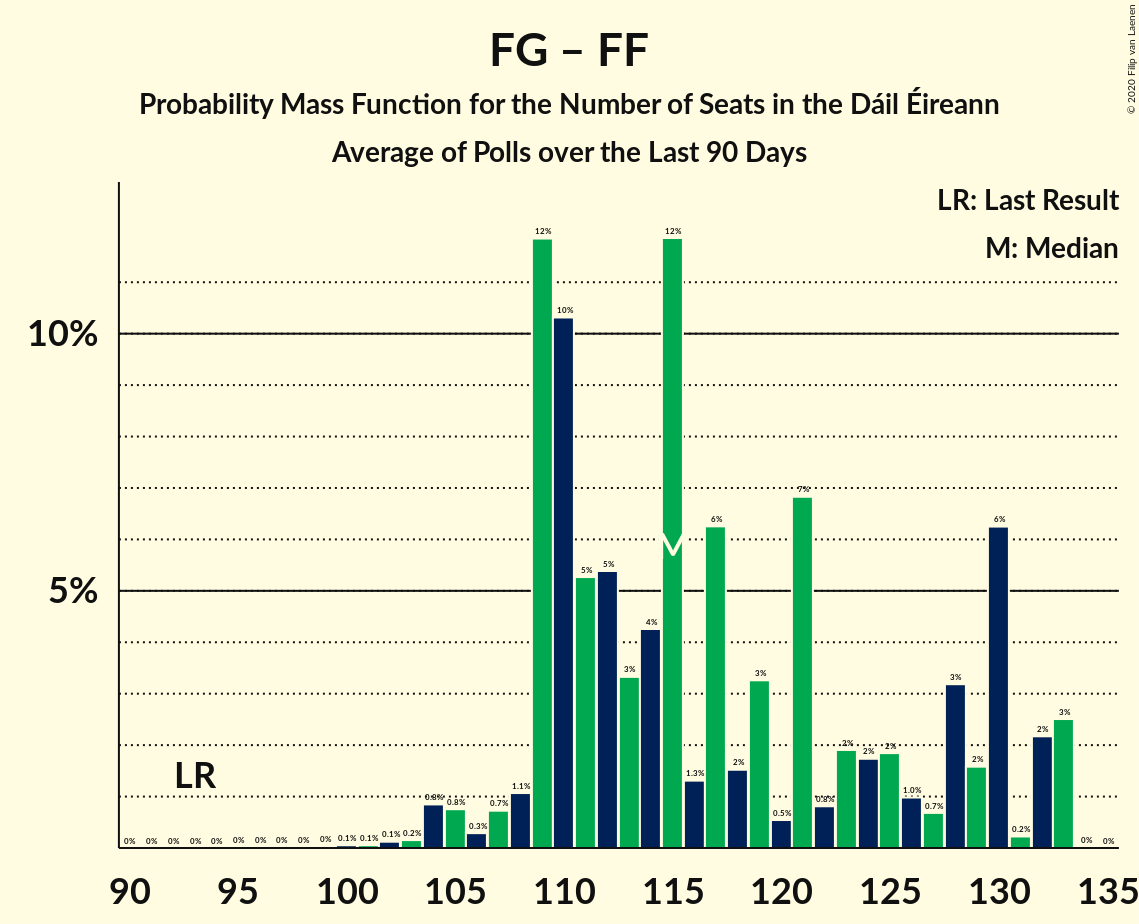 FG – FF
Probability Mass Function for the Number of Seats in the Dáil Éireann
Average of Polls over the Last 90 Days
© 2020 Filip van Laenen
LR: Last Result
M: Median
10%
5%
LR
0% 0% 0% 0% 0% 0% 0% 0% 0% 0% 0.1% 0.1% 0.1% 0.2% 0.8% 0.8% 0.3% 0.7% 1.1% 12% 10% 5% 5% 3% 4% 12% 1.3% 6% 2% 3% 0.5% 7% 0.8% 2% 2% 2% 1.0% 0.7% 3% 2% 6% 0.2% 2% 3% 0% 0%
M
90 95 100 105 110 115 120 125 130 135